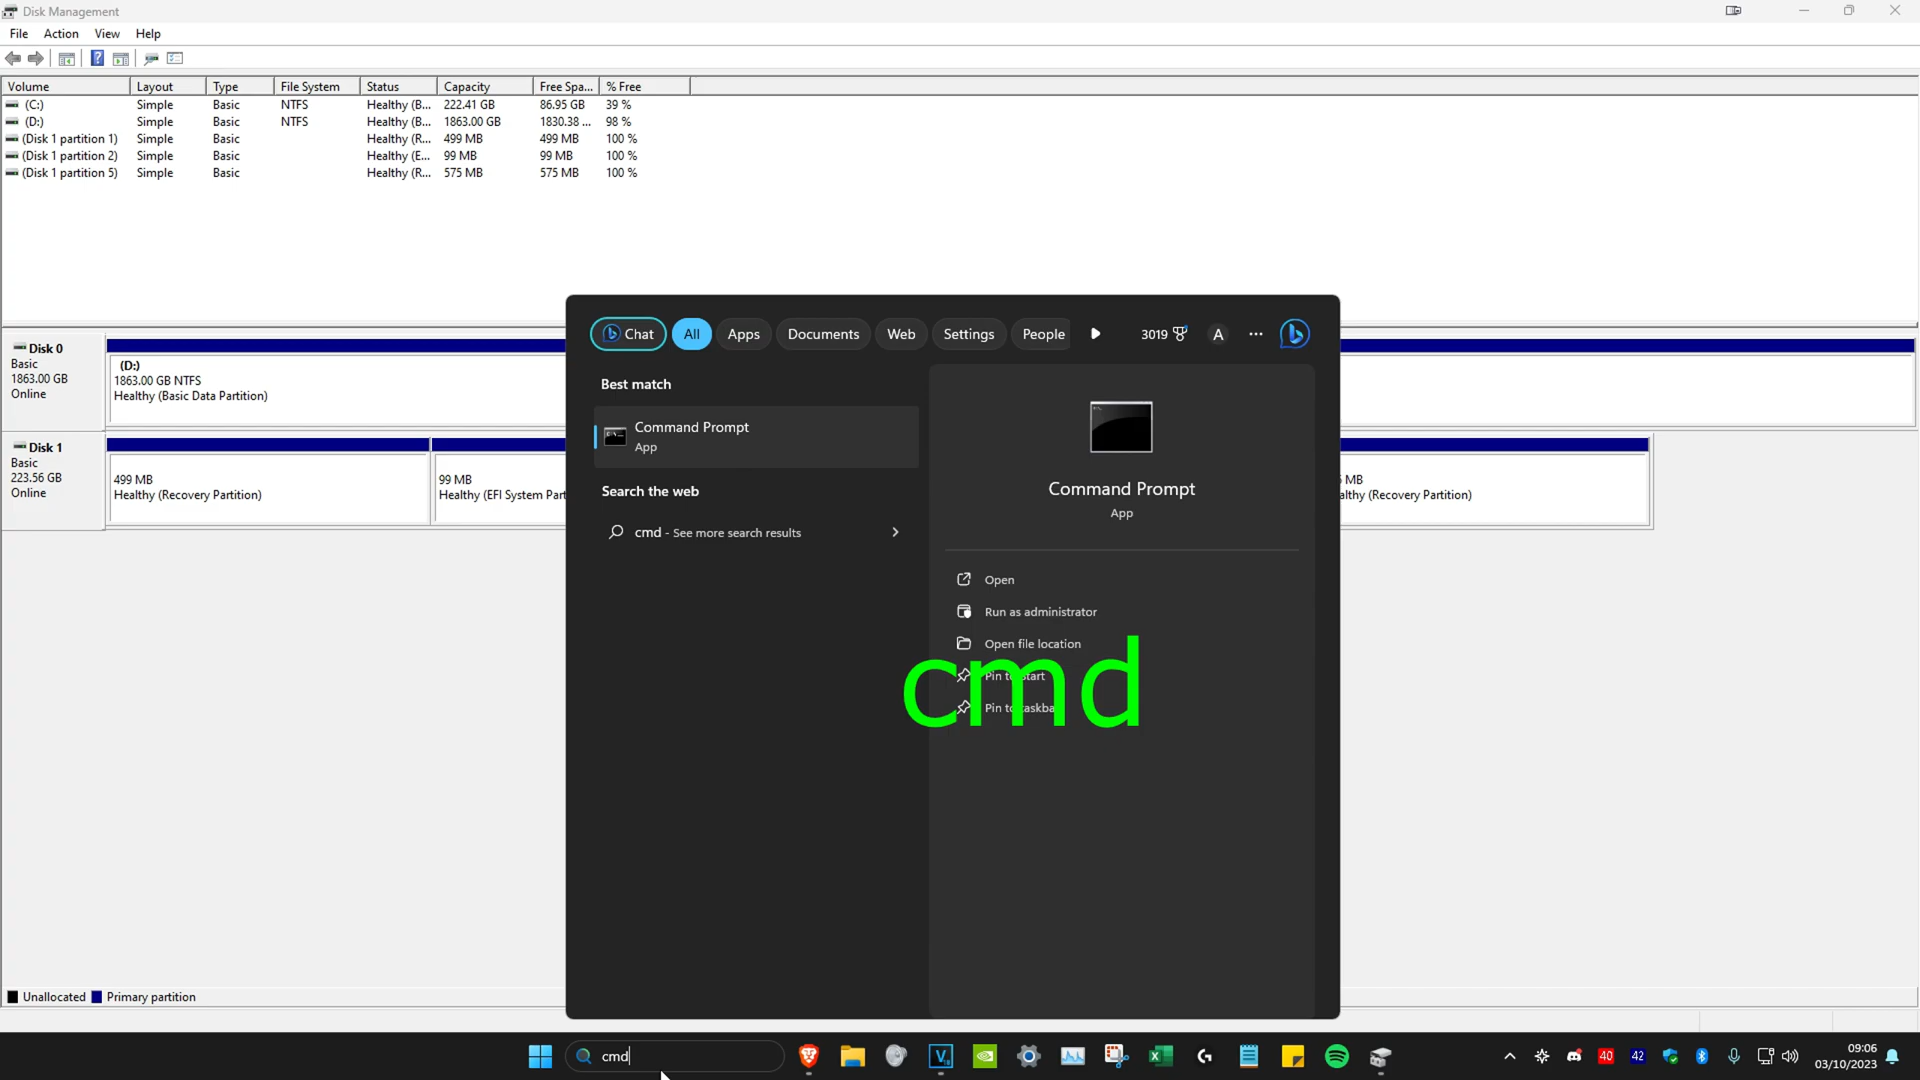 Disk Management
File Action View Help
Volume Layout Type File System Status Capacity Free Spa... % Free
(C:) Simple Basic NTFS Healthy (B... 222.41 GB 86.95 GB 39 %
(D:) Simple Basic NTFS Healthy (B... 1863.00 GB 1830.38 ... 98 %
(Disk 1 partition 1) Simple Basic Healthy (R... 499 MB 499 MB 100 %
(Disk 1 partition 2) Simple Basic Healthy (E... 99 MB 99 MB 100 %
(Disk 1 partition 5) Simple Basic Healthy (R... 575 MB 575 MB 100 %
Disk 0
Basic
1863.00 GB
Online
(D:)
1863.00 GB NTFS
Healthy (Basic Data Partition)
Disk 1
Basic
223.56 GB
Online
499 MB
Healthy (Recovery Partition)
99 MB
Healthy (EFI System Part
MB
althy (Recovery Partition)
Chat All Apps Documents Web Settings People 3019 A ...
Best match
Command Prompt
App
Search the web
cmd - See more search results
Command Prompt
App
Open
Run as administrator
Open file location
Pin to Start
Pin to taskba
cmd
Unallocated Primary partition
cmd
40 42
09:06
03/10/2023